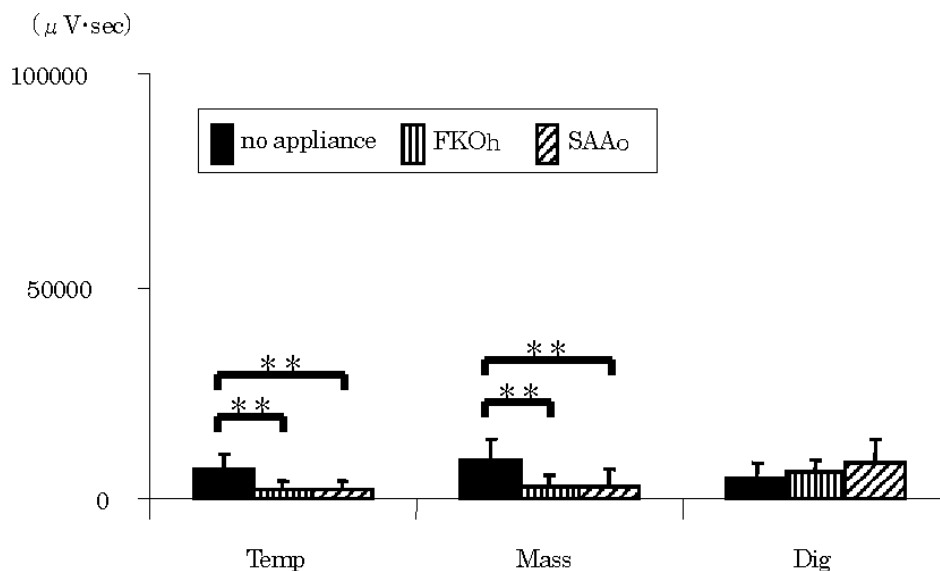 (μV·sec)
100000
no appliance FKOh SAAo
50000
** **
** **
0
Temp Mass Dig